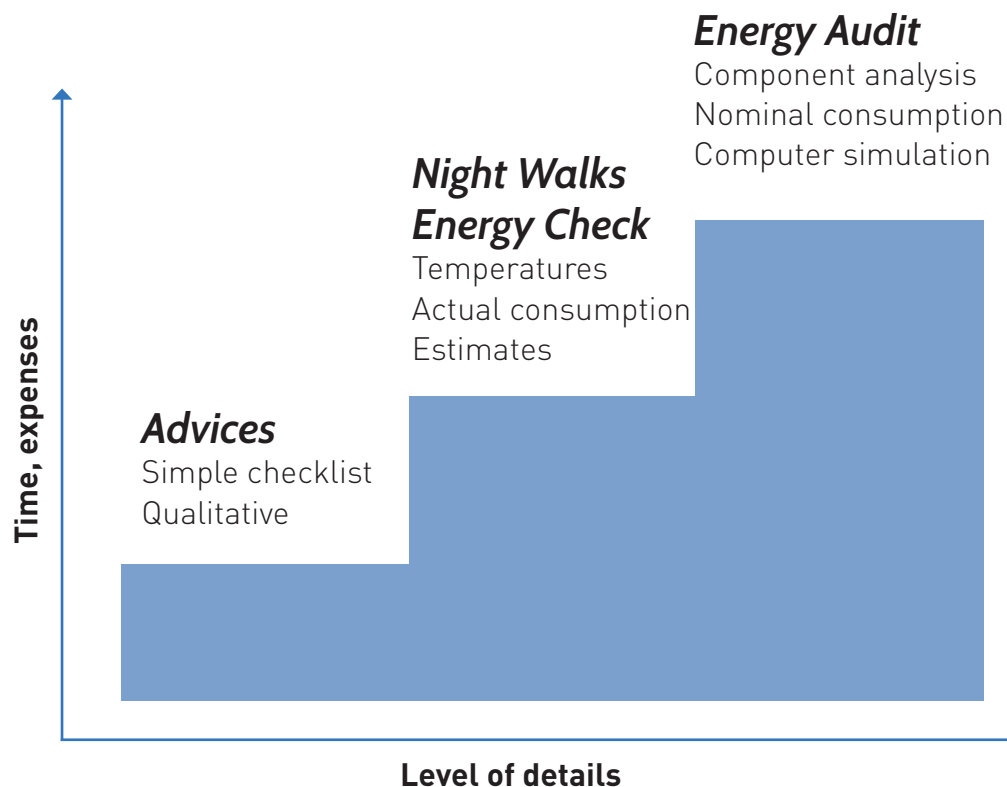 Energy Audit
Component analysis
Nominal consumption
Computer simulation
Night Walks
Energy Check
Temperatures
Actual consumption
Estimates
Advices
Simple checklist
Qualitative
Time, expenses
Level of details